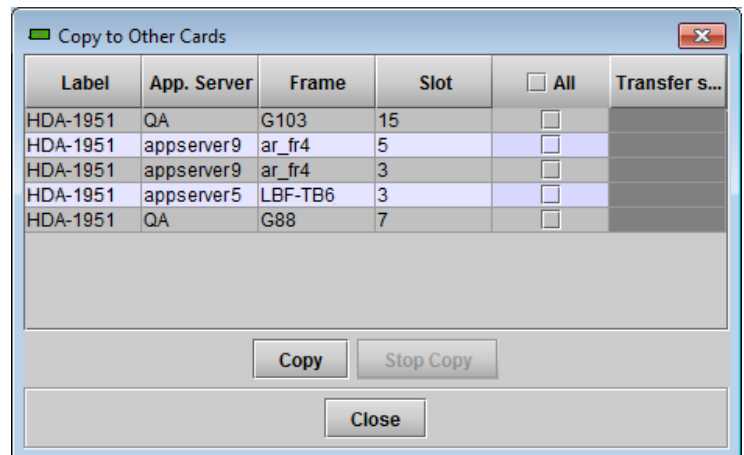 Copy to Other Cards
Label App. Server Frame Slot All Transfer s...
HDA-1951 QA G103 15
HDA-1951 appserver9 ar_fr4 5
HDA-1951 appserver9 ar_fr4 3
HDA-1951 appserver5 LBF-TB6 3
HDA-1951 QA G88 7
Copy Stop Copy
Close